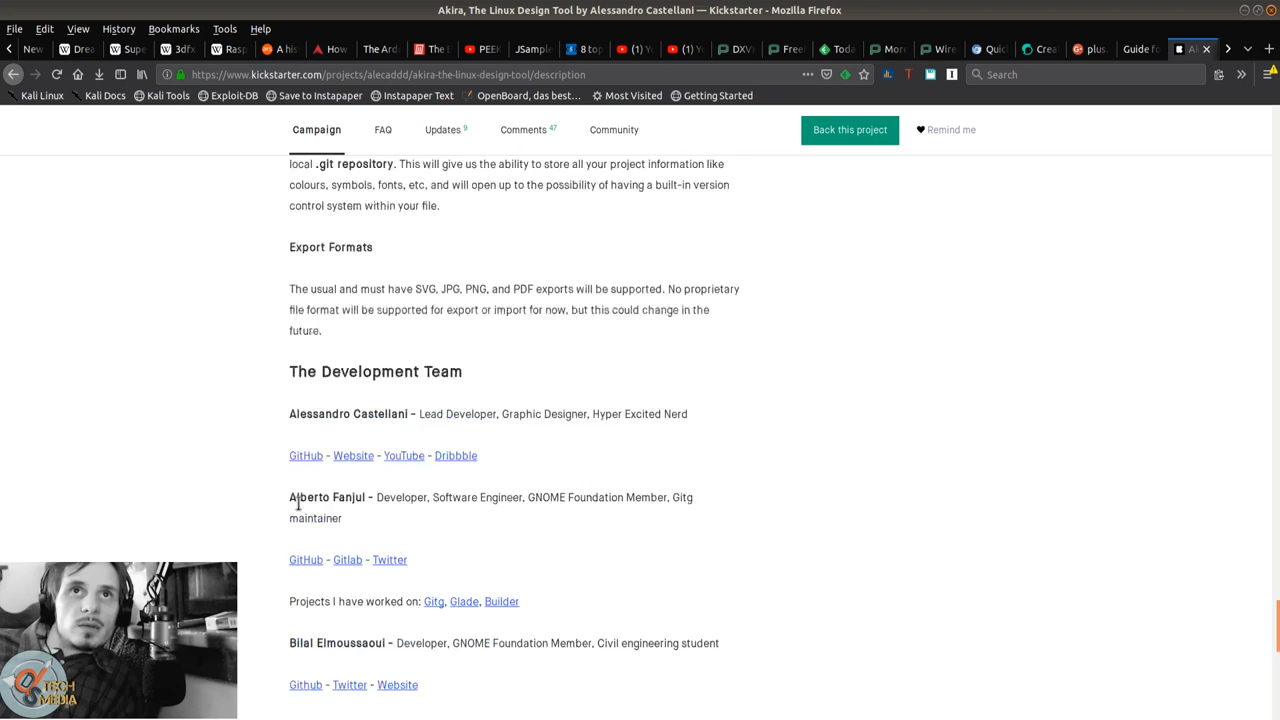 Akira, The Linux Design Tool by Alessandro Castellani — Kickstarter - Mozilla Firefox
File Edit View History Bookmarks Tools Help
New Drea Supe 3dfx Rasp A his How The Arde The E PEEK JSample 8 top (1) Y (1) Yo DXV Free Toda More Wire Quic Crea plus. Guide for
https://www.kickstarter.com/projects/alecaddd/akira-the-linux-design-tool/description Search
Kali Linux Kali Docs Kali Tools Exploit-DB Save to Instapaper Instapaper Text OpenBoard, das best... Most Visited Getting Started
Campaign FAQ Updates 9 Comments 47 Community Back this project Remind me
local .git repository. This will give us the ability to store all your project information like
colours, symbols, fonts, etc, and will open up to the possibility of having a built-in version
control system within your file.
Export Formats
The usual and must have SVG, JPG, PNG, and PDF exports will be supported. No proprietary
file format will be supported for export or import for now, but this could change in the
future.
The Development Team
Alessandro Castellani - Lead Developer, Graphic Designer, Hyper Excited Nerd
GitHub - Website - YouTube - Dribbble
Alberto Fanjul - Developer, Software Engineer, GNOME Foundation Member, Gitg
maintainer
GitHub - Gitlab - Twitter
Projects I have worked on: Gitg, Glade, Builder
Bilal Elmoussaoui - Developer, GNOME Foundation Member, Civil engineering student
Github - Twitter - Website
TECH
MEDIA